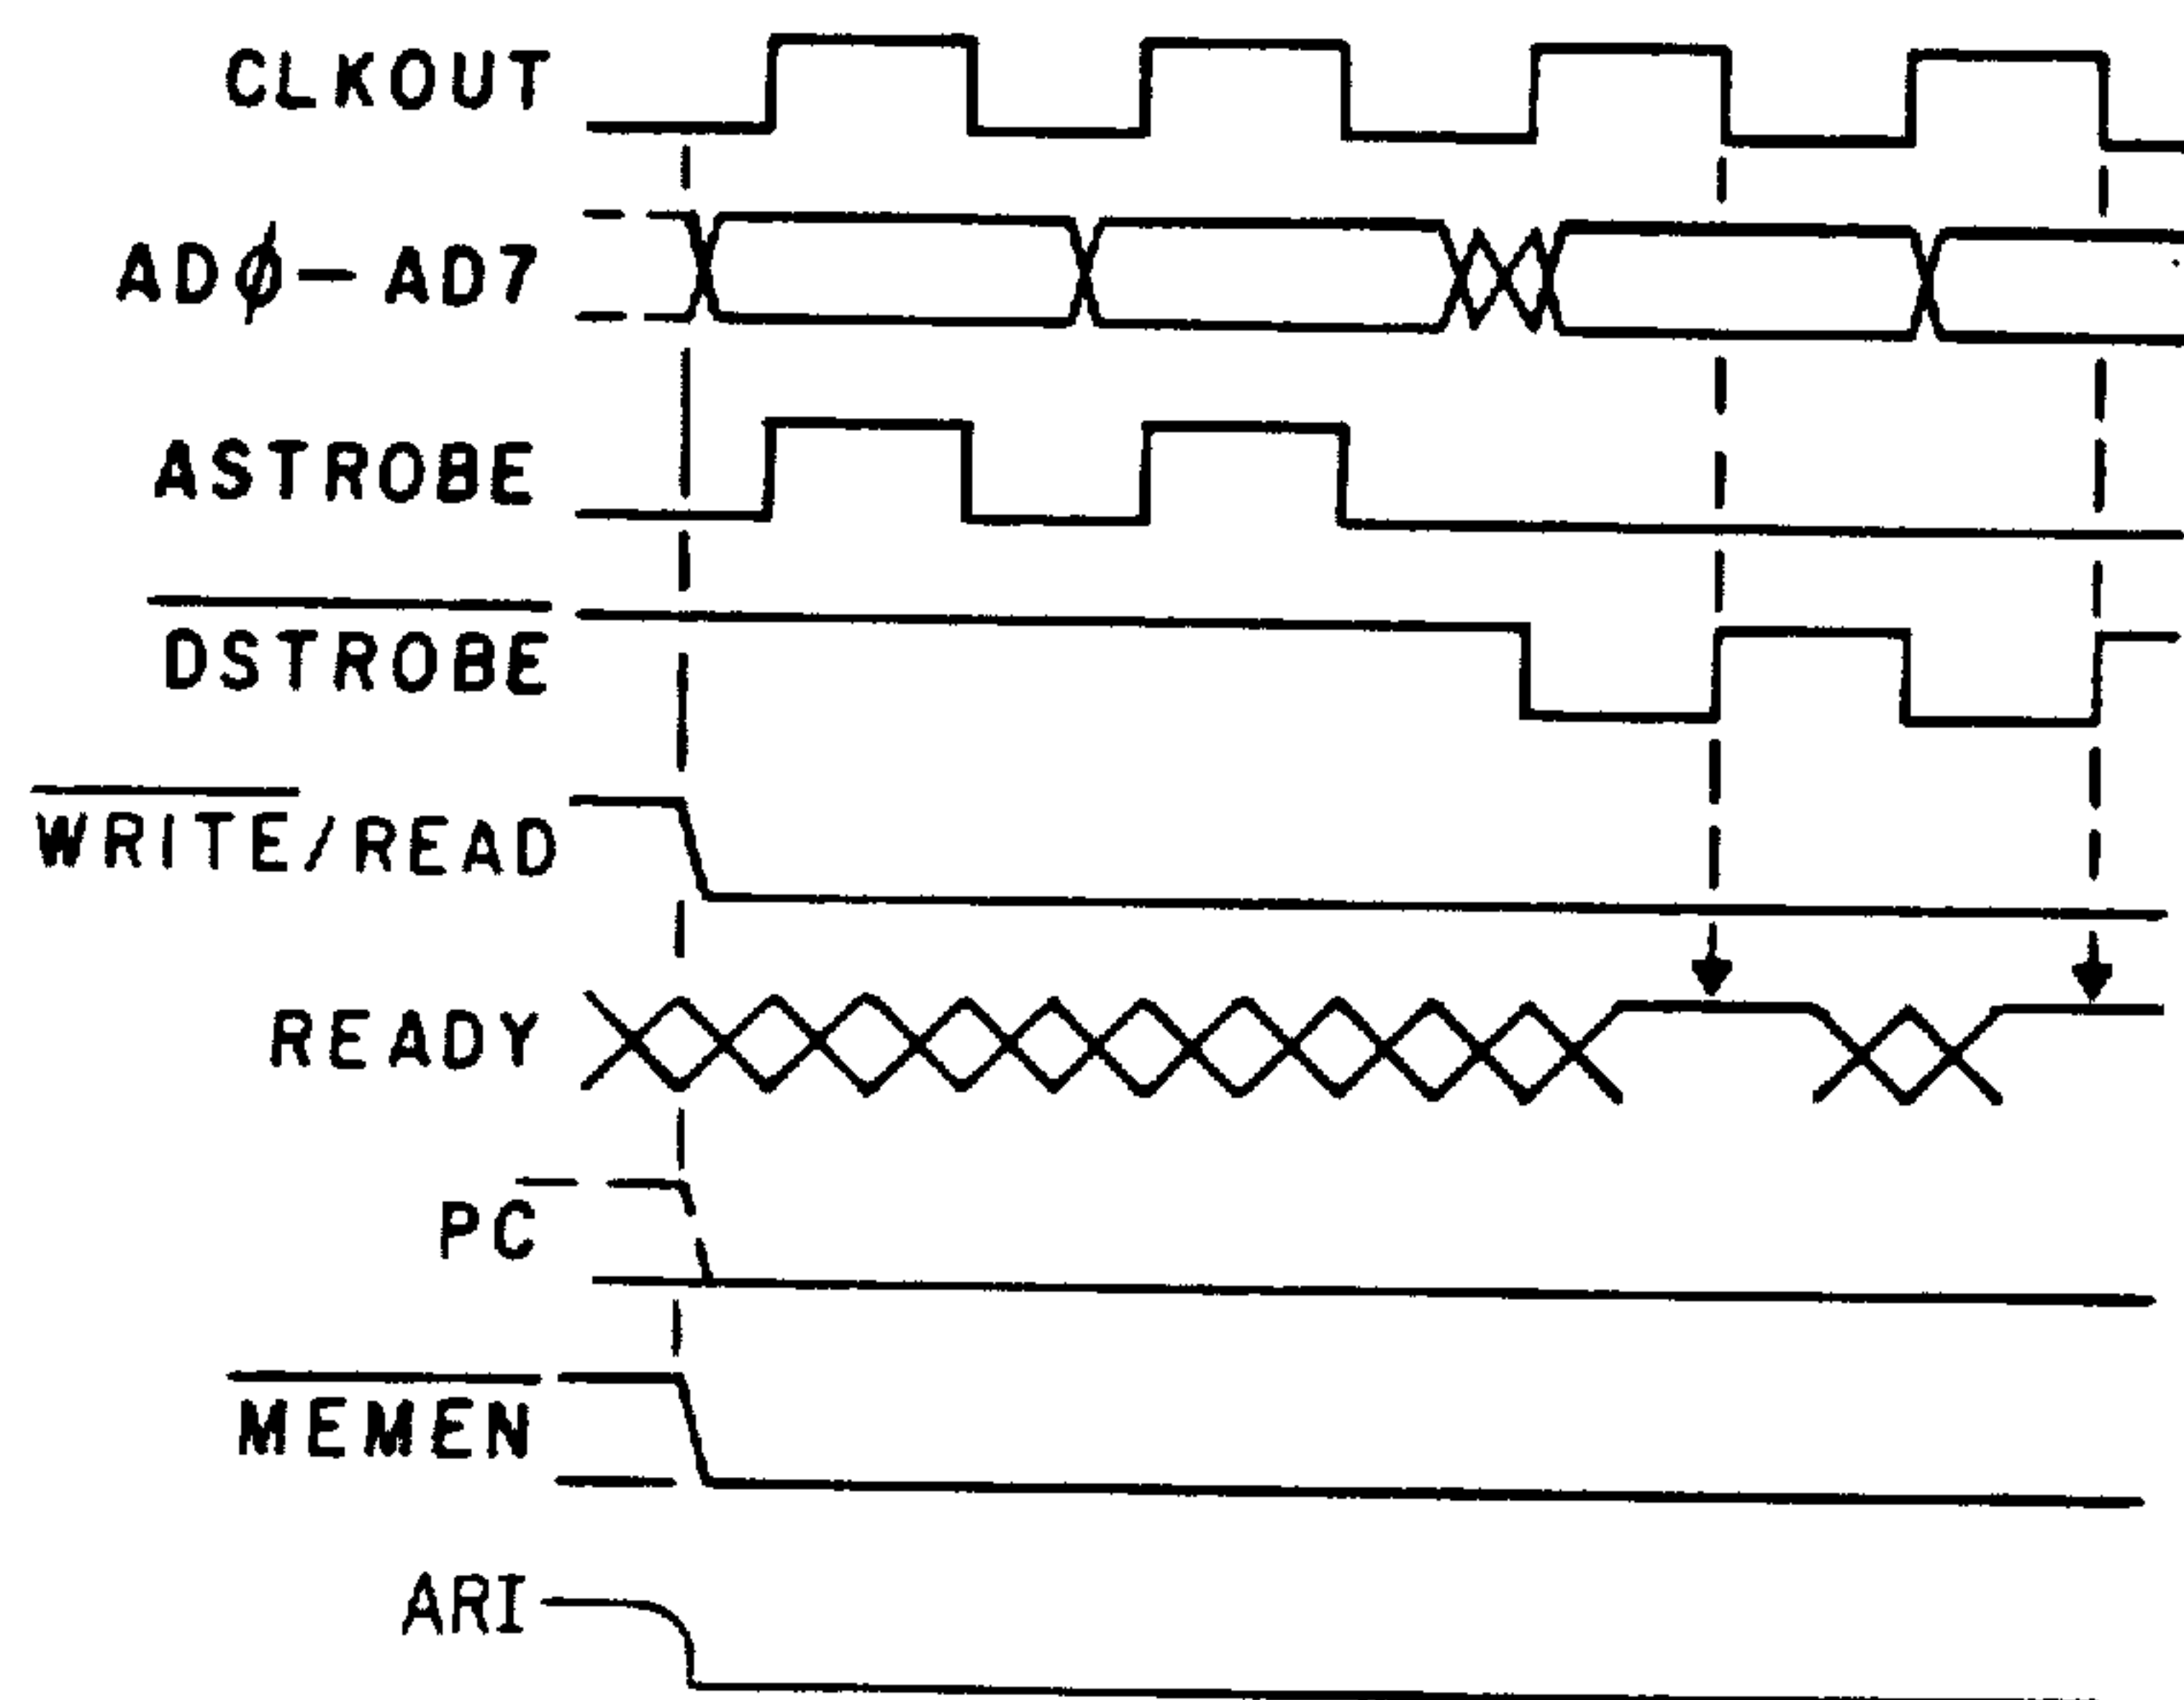 CLKOUT
ADØ-AD7
ASTROBE
DSTROBE
WRITE/READ
READY
PC
MEMEN
ARI